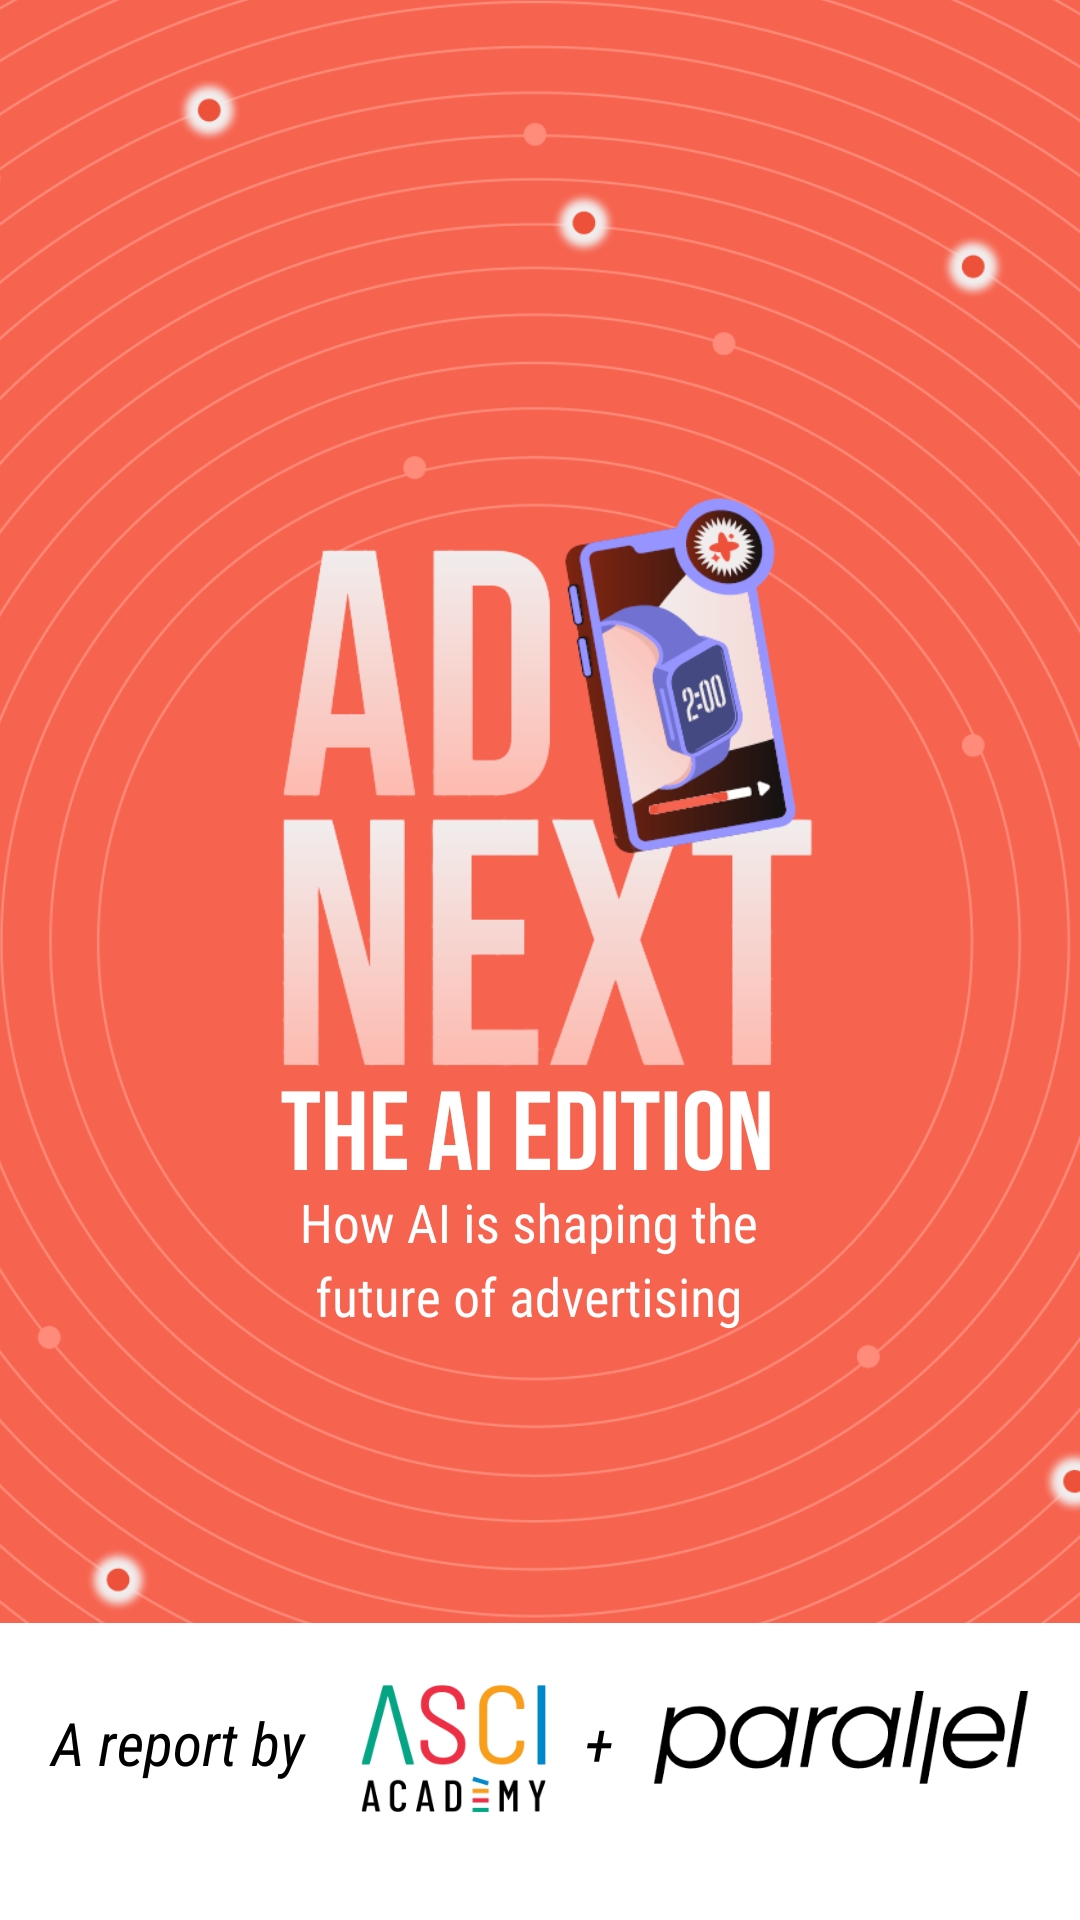 AD
2:00
NEXT
THE AI EDITION
How AI is shaping the
future of advertising
A report by ASCI ACADEMY + parallel